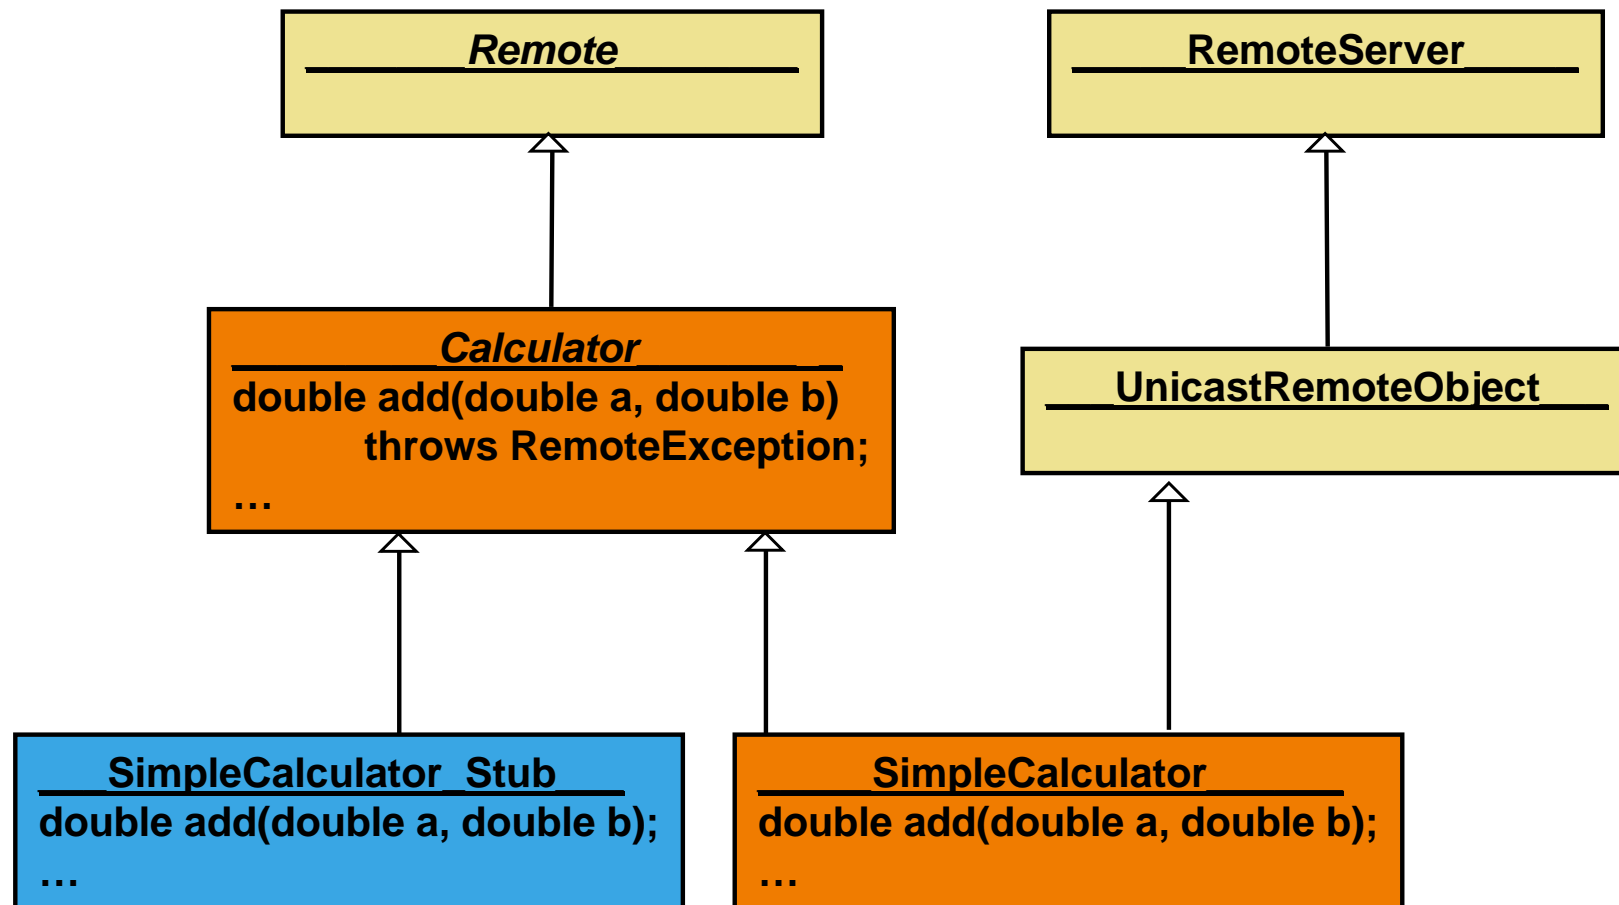 Remote
RemoteServer
Calculator
double add(double a, double b)
throws RemoteException;
…
UnicastRemoteObject
SimpleCalculator_Stub
double add(double a, double b);
…
SimpleCalculator
double add(double a, double b);
…